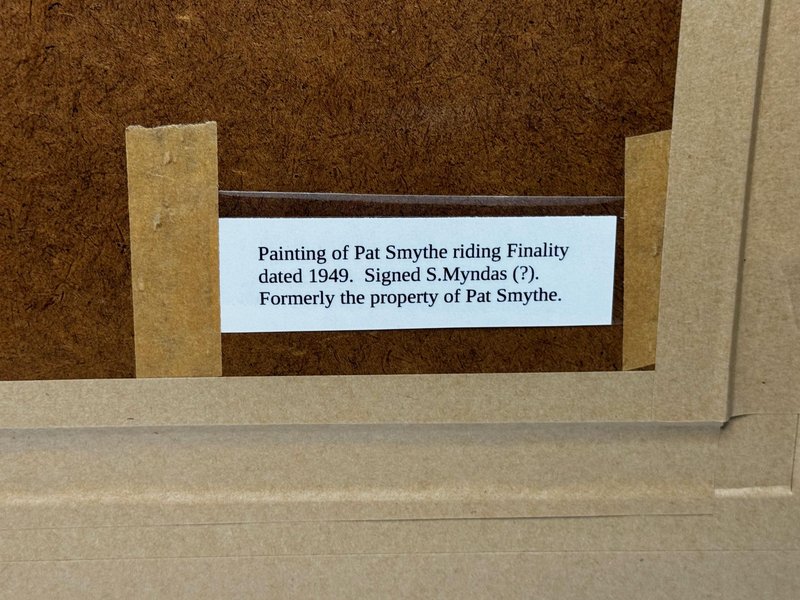 Painting of Pat Smythe riding Finality
dated 1949.  Signed S.Myndas (?).
Formerly the property of Pat Smythe.